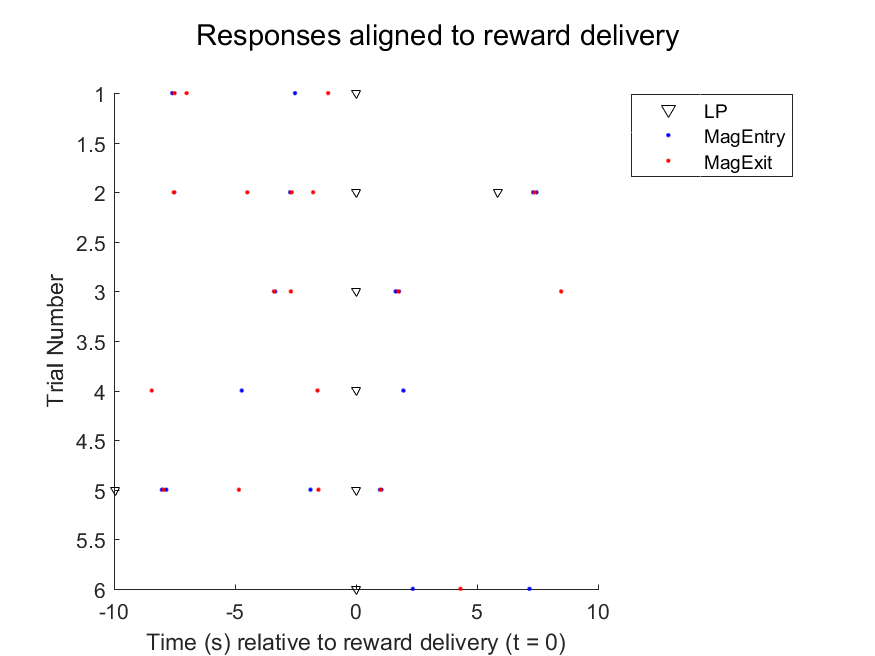 Responses aligned to reward delivery
LP
MagEntry
MagExit
Trial Number
1
1.5
2
2.5
3
3.5
4
4.5
5
5.5
6
-10
-5
0
5
10
Time (s) relative to reward delivery (t = 0)